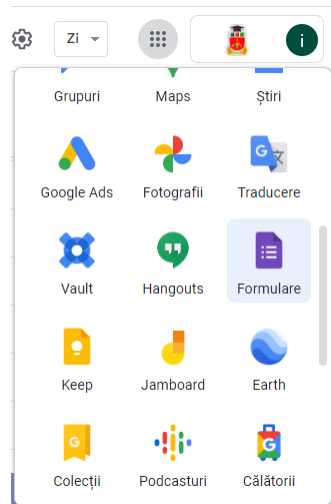 Zi
i
Grupuri
Maps
Știri
Google Ads
Fotografii
Traducere
Vault
Hangouts
Formulare
Keep
Jamboard
Earth
Colecții
Podcasturi
Călătorii